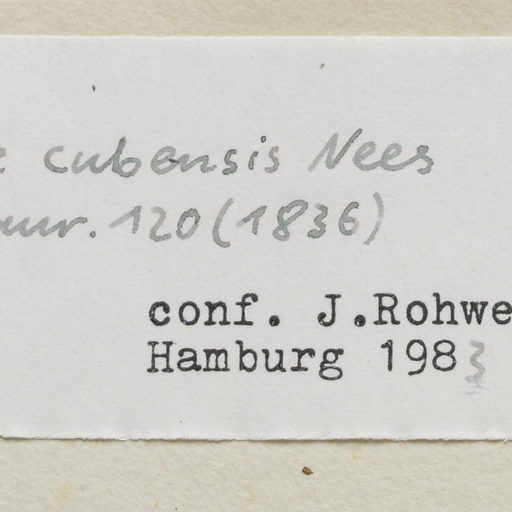 cubensis Nees
120 (1836)
conf. J.Rohwe
Hamburg 1983